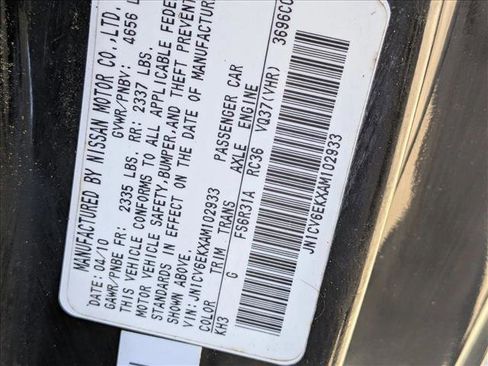 MANUFACTURED BY NISSAN MOTOR CO., LTD.
DATE: 04/10 GVWR/PNBV: 4656 L
GAWR/PNBE FR: 2335 LBS. RR: 2337 LBS.
THIS VEHICLE CONFORMS TO ALL APPLICABLE FEDE
MOTOR VEHICLE SAFETY, BUMPER, AND THEFT PREVENT
STANDARDS IN EFFECT ON THE DATE OF MANUFACTUR
SHOWN ABOVE.
VIN: JN1CV6EKXAM102933 PASSENGER CAR
COLOR TRIM TRANS AXLE ENGINE
KH3 G FS6R31A RC36 VQ37(VHR) 3696CC
JN1CV6EKXAM102933